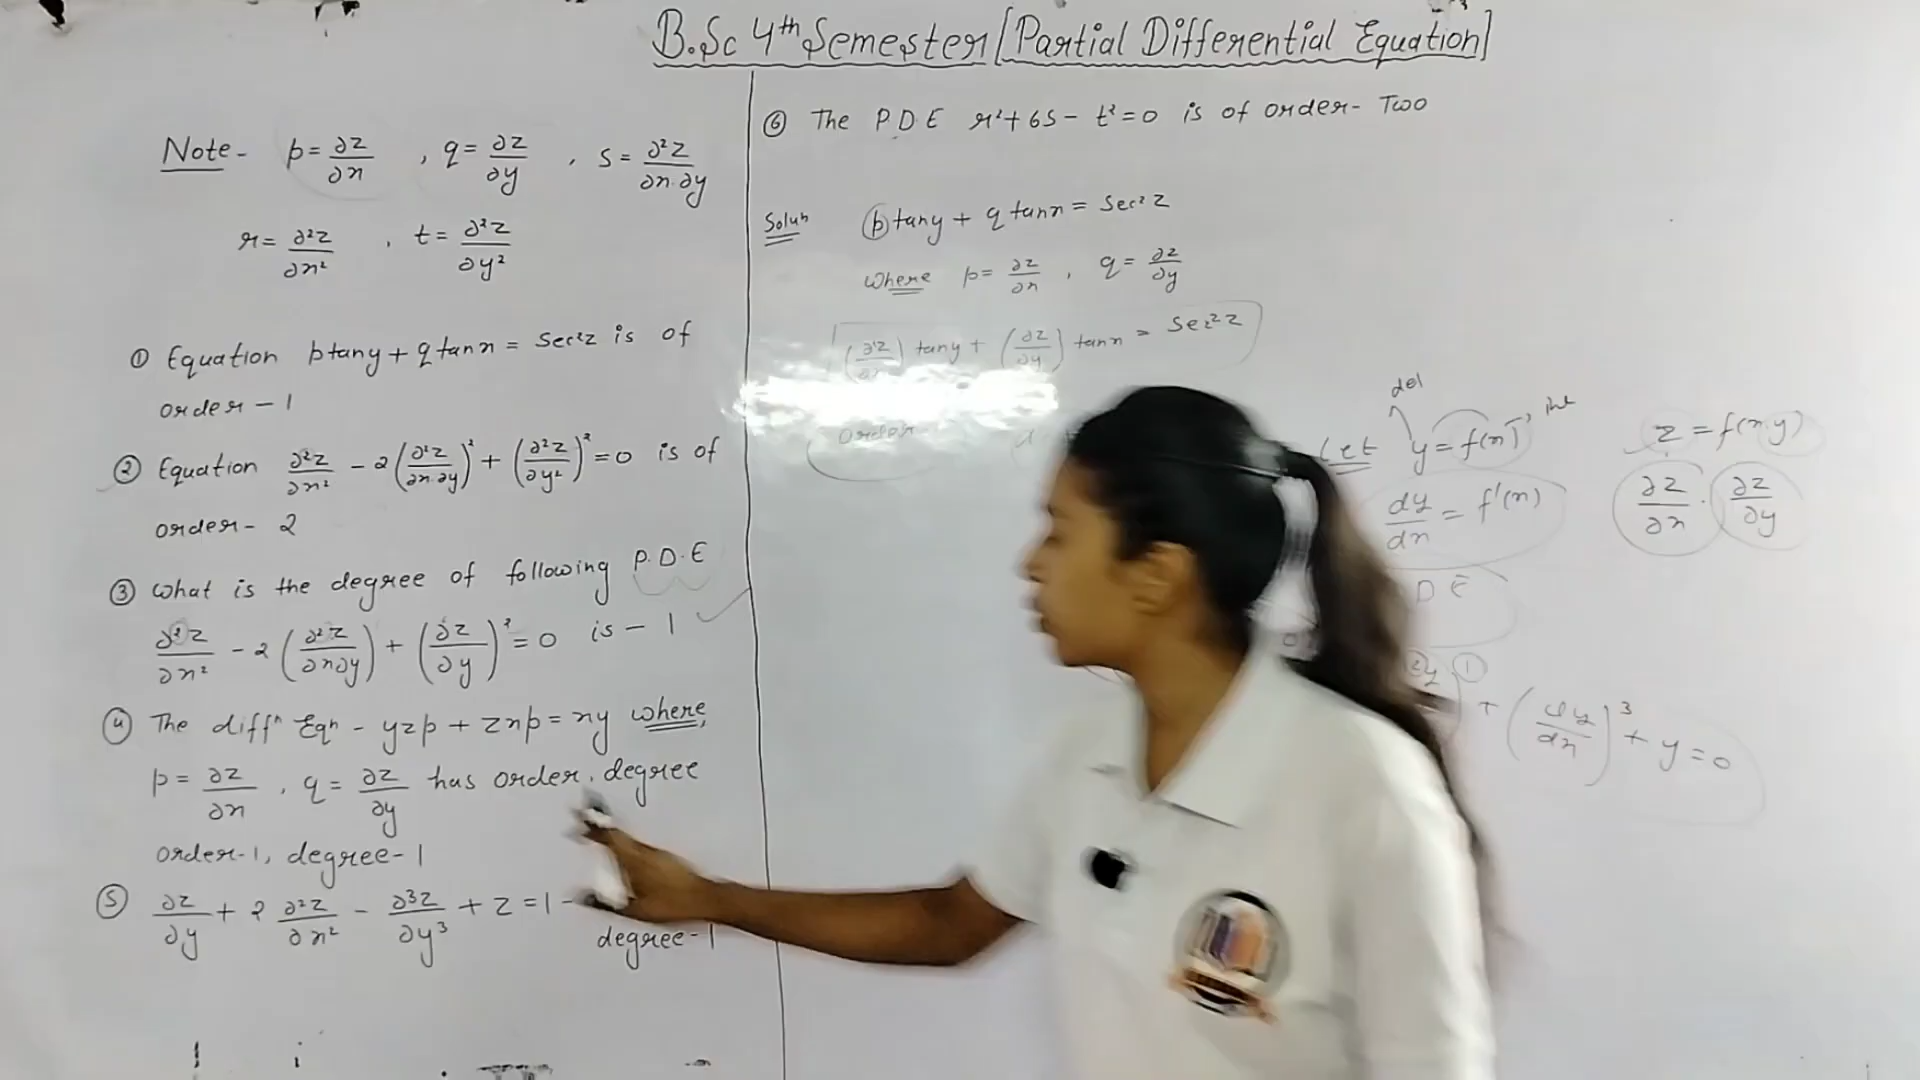 B.Sc 4th Semester [Partial Differential Equation]
Note- p = ∂z/∂x , q = ∂z/∂y , s = ∂²z/∂x.∂y
r = ∂²z/∂x² , t = ∂²z/∂y²
① Equation p tany + q tanx = sec²z is of
order - 1
② Equation ∂²z/∂x² - 2(∂²z/∂x.∂y)² + (∂²z/∂y²)² = 0 is of
order - 2
③ What is the degree of following P.D.E
∂²z/∂x² - 2(∂²z/∂x∂y) + (∂z/∂y)² = 0 is - 1
④ The diffⁿ Eqⁿ - yzp + zxp = xy where,
p = ∂z/∂x , q = ∂z/∂y has order, degree
order-1, degree-1
⑤ ∂z/∂y + 2 ∂²z/∂x² - ∂³z/∂y³ + z = 1 -
degree-1
⑥ The P.D.E r² + 6s - t² = 0 is of order - Two
Soluⁿ p tany + q tanx = sec²z
where p = ∂z/∂x , q = ∂z/∂y
tany + (∂z/∂y) tanx = sec²z
order
del
Let y = f(x)
dy/dx = f'(x)
D E
+ (dy/dx)³ + y = 0
z = f(x y)
∂z/∂x . ∂z/∂y